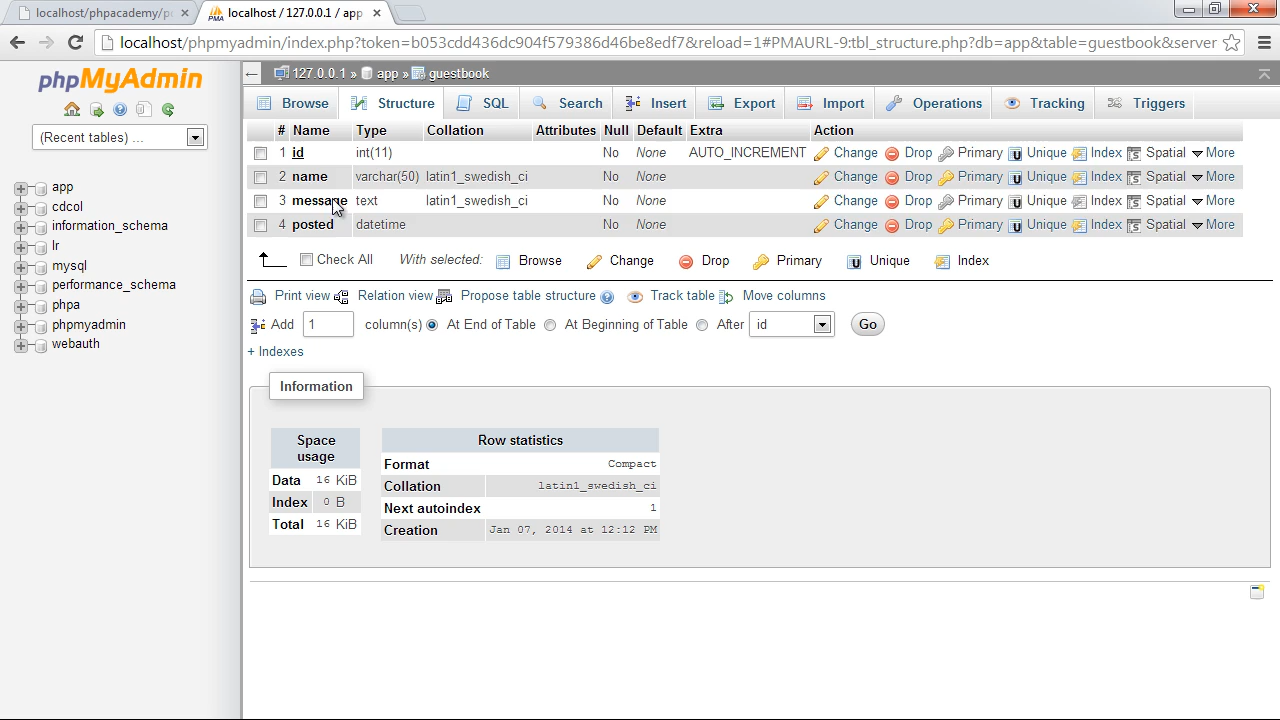 localhost/phpacademy/p
localhost / 127.0.0.1 / app
localhost/phpmyadmin/index.php?token=b053cdd436dc904f579386d46be8edf7&reload=1#PMAURL-9:tbl_structure.php?db=app&table=guestbook&server
phpMyAdmin
(Recent tables) ...
app
cdcol
information_schema
lr
mysql
performance_schema
phpa
phpmyadmin
webauth
127.0.0.1 » app » guestbook
Browse Structure SQL Search Insert Export Import Operations Tracking Triggers
# Name Type Collation Attributes Null Default Extra Action
1 id int(11) No None AUTO_INCREMENT Change Drop Primary Unique Index Spatial More
2 name varchar(50) latin1_swedish_ci No None Change Drop Primary Unique Index Spatial More
3 message text latin1_swedish_ci No None Change Drop Primary Unique Index Spatial More
4 posted datetime No None Change Drop Primary Unique Index Spatial More
Check All With selected: Browse Change Drop Primary Unique Index
Print view Relation view Propose table structure Track table Move columns
Add 1 column(s) At End of Table At Beginning of Table After id Go
+ Indexes
Information
Space
usage
Data 16 KiB
Index 0 B
Total 16 KiB
Row statistics
Format Compact
Collation latin1_swedish_ci
Next autoindex 1
Creation Jan 07, 2014 at 12:12 PM